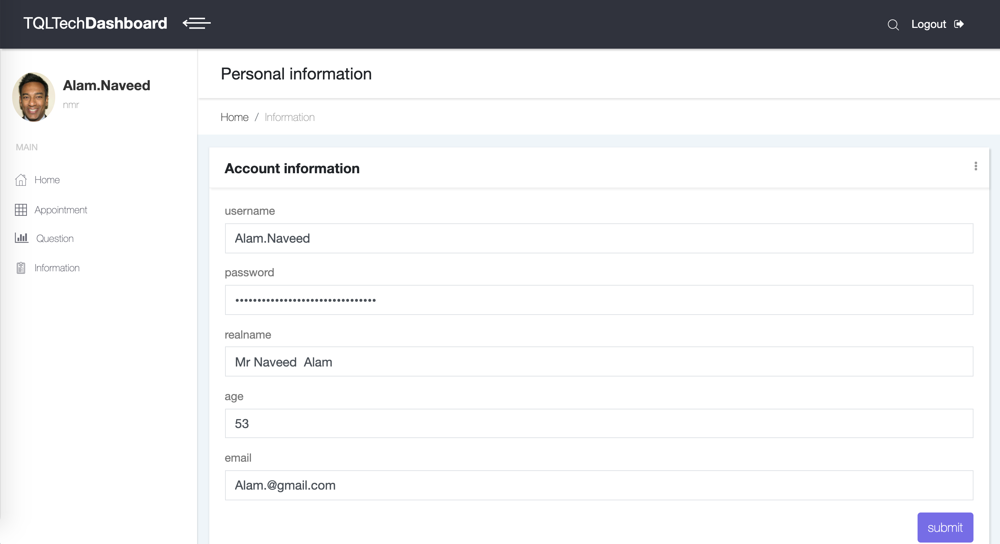 TQLTechDashboard
Logout
Alam.Naveed
nmr
MAIN
Home
Appointment
Question
Information
Personal information
Home / Information
Account information
username
Alam.Naveed
password
••••••••••••••••••••••••••••••••
realname
Mr Naveed  Alam
age
53
email
Alam.@gmail.com
submit